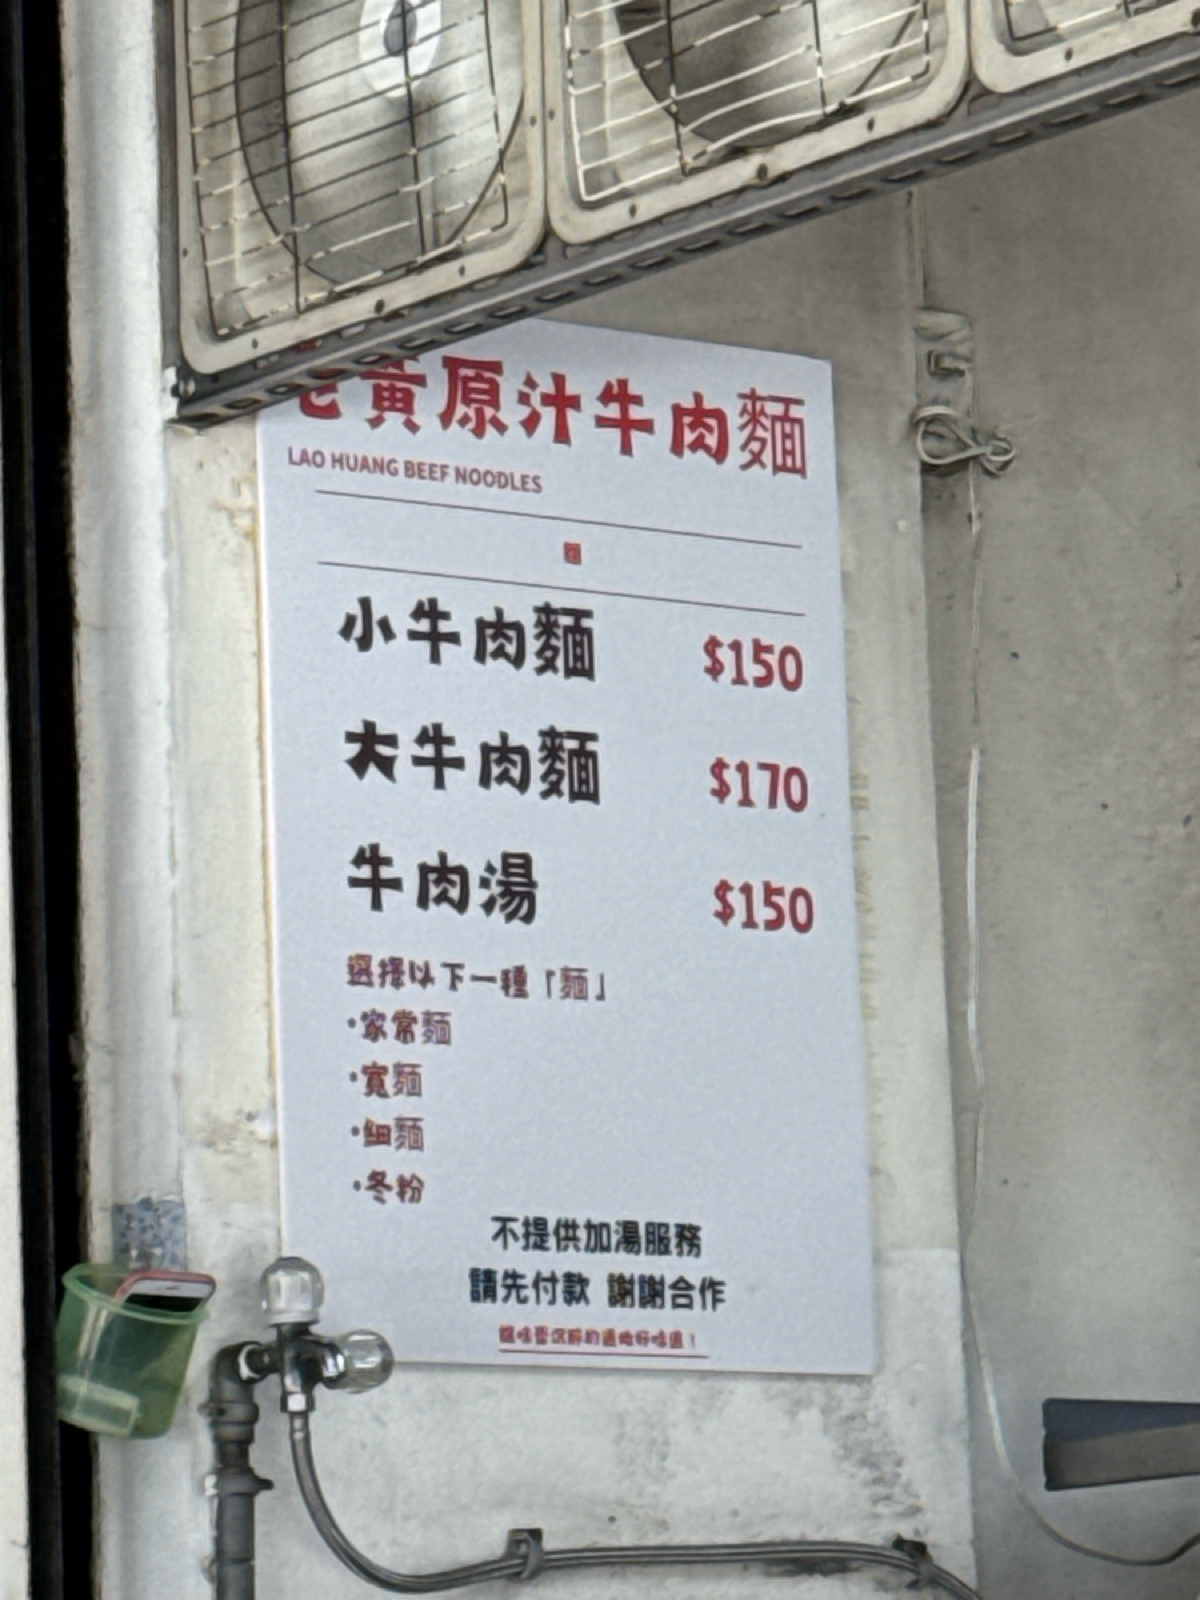 老黃原汁牛肉麵
LAO HUANG BEEF NOODLES
麵
小牛肉麵 $150
大牛肉麵 $170
牛肉湯 $150
選擇以下一種「麵」
·家常麵
·寬麵
·細麵
·冬粉
不提供加湯服務
請先付款 謝謝合作